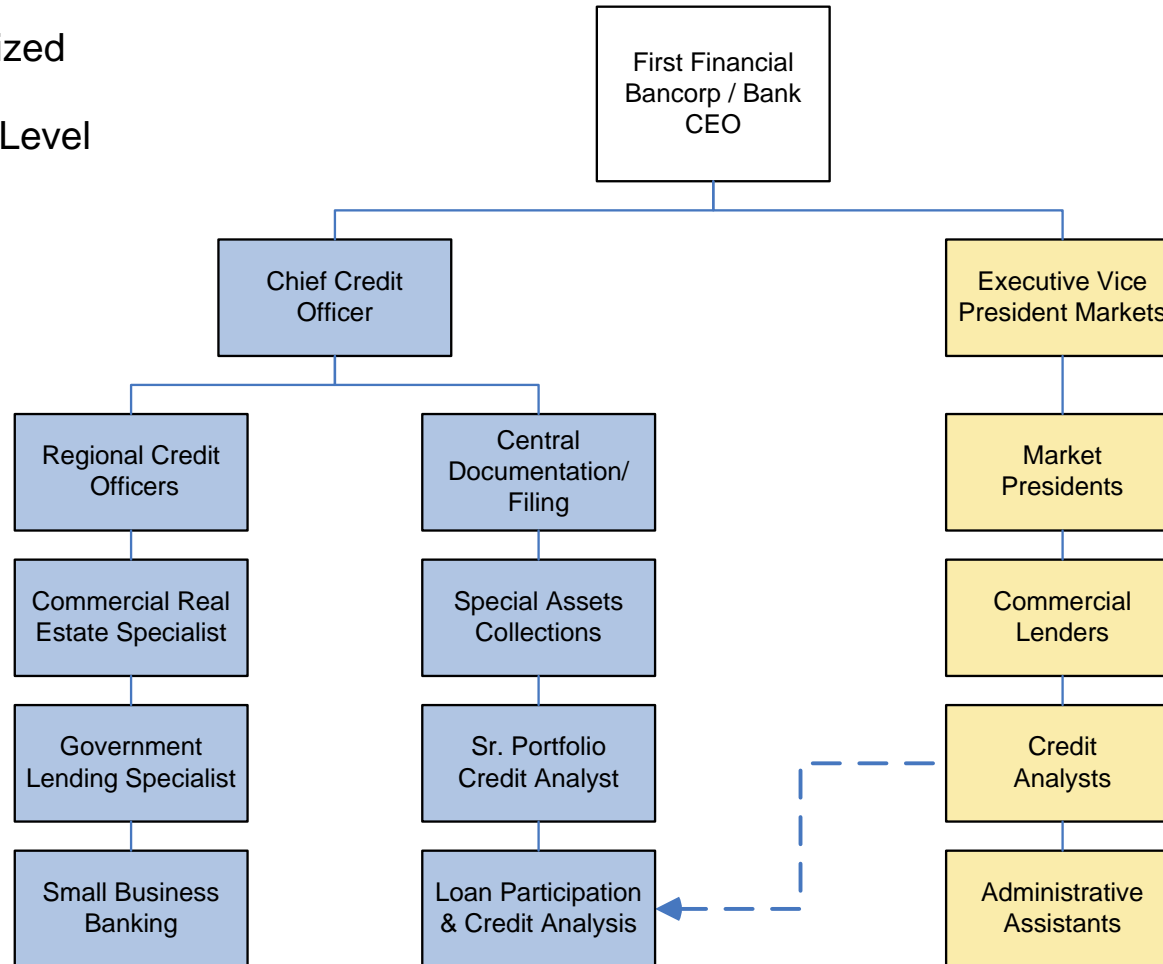 ized
Level
First Financial
Bancorp / Bank
CEO
Chief Credit
Officer
Executive Vice
President Markets
Regional Credit
Officers
Central
Documentation/
Filing
Market
Presidents
Commercial Real
Estate Specialist
Special Assets
Collections
Commercial
Lenders
Government
Lending Specialist
Sr. Portfolio
Credit Analyst
Credit
Analysts
Small Business
Banking
Loan Participation
& Credit Analysis
Administrative
Assistants